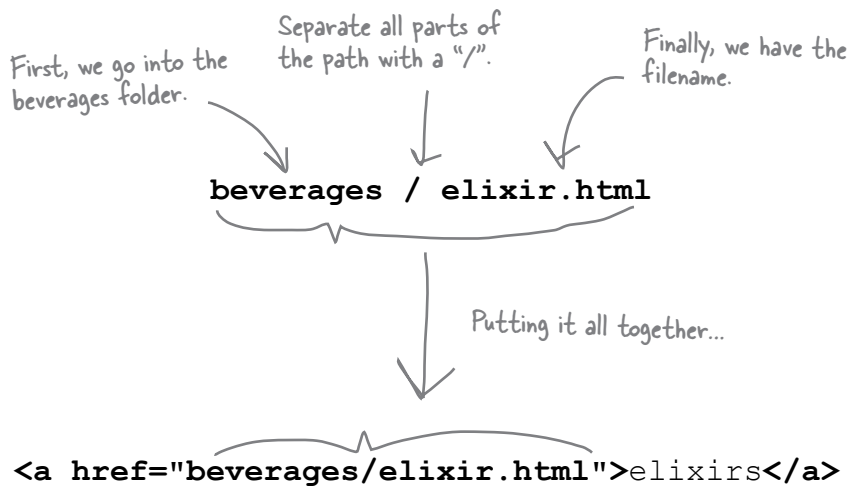 First, we go into the
beverages folder.
Separate all parts of
the path with a “/”.
Finally, we have the
filename.
beverages / elixir.html
Putting it all together...
<a href="beverages/elixir.html">elixirs</a>